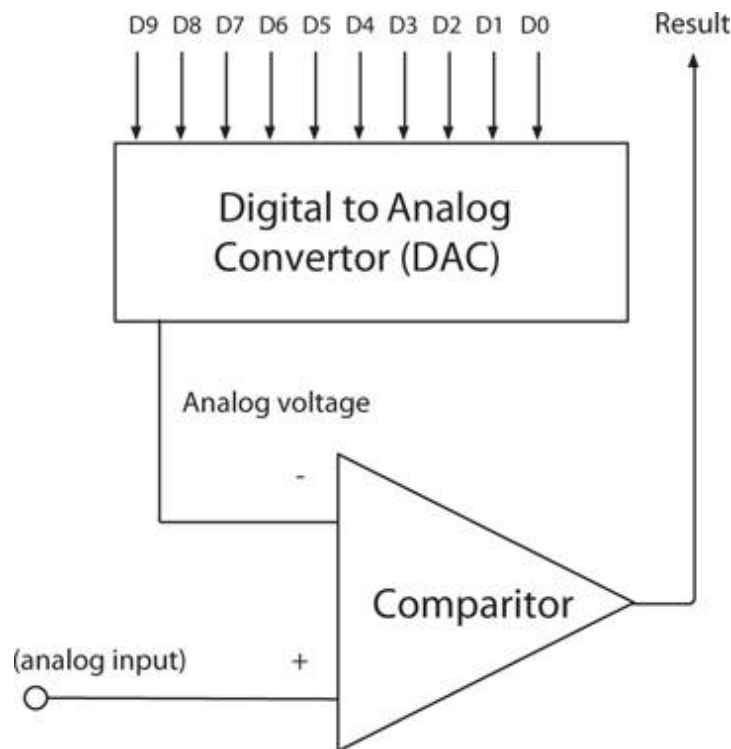 D9 D8 D7 D6 D5 D4 D3 D2 D1 D0 Result
Digital to Analog
Convertor (DAC)
Analog voltage
-
Comparitor
(analog input) +